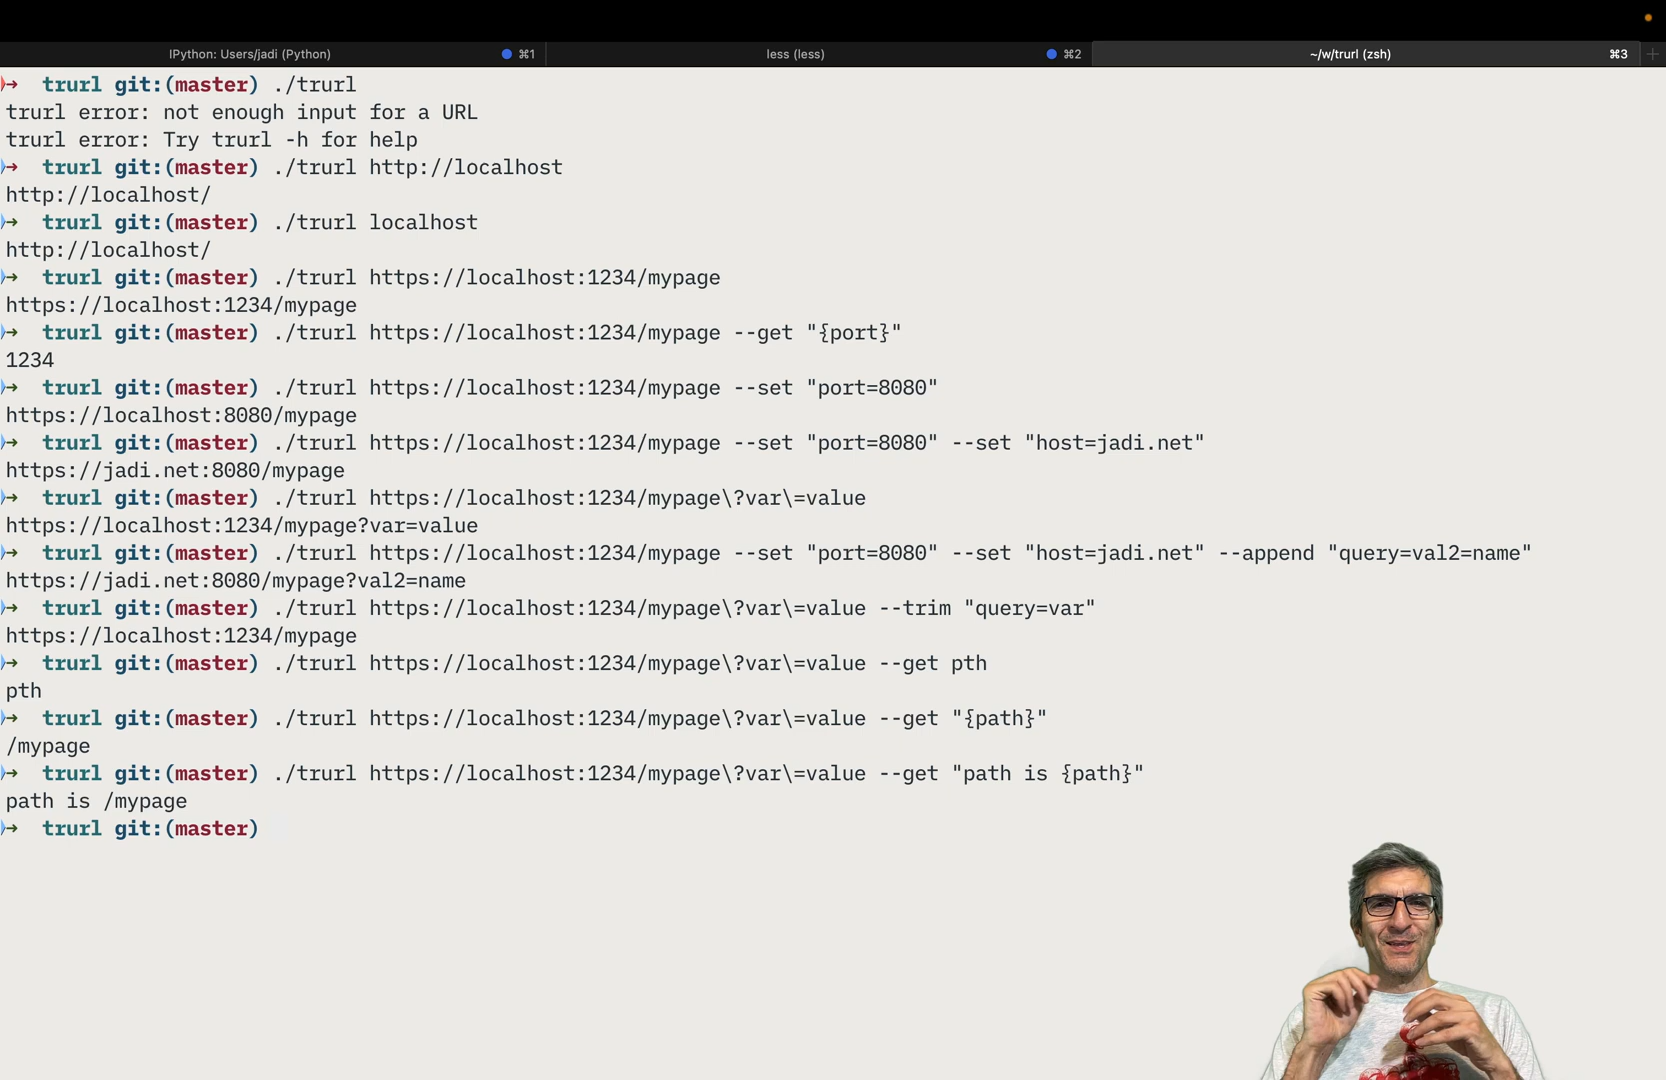 IPython: Users/jadi (Python) ⌘1 less (less) ⌘2 ~/w/trurl (zsh) ⌘3 +
→ trurl git:(master) ./trurl
trurl error: not enough input for a URL
trurl error: Try trurl -h for help
→ trurl git:(master) ./trurl http://localhost
http://localhost/
→ trurl git:(master) ./trurl localhost
http://localhost/
→ trurl git:(master) ./trurl https://localhost:1234/mypage
https://localhost:1234/mypage
→ trurl git:(master) ./trurl https://localhost:1234/mypage --get "{port}"
1234
→ trurl git:(master) ./trurl https://localhost:1234/mypage --set "port=8080"
https://localhost:8080/mypage
→ trurl git:(master) ./trurl https://localhost:1234/mypage --set "port=8080" --set "host=jadi.net"
https://jadi.net:8080/mypage
→ trurl git:(master) ./trurl https://localhost:1234/mypage\?var\=value
https://localhost:1234/mypage?var=value
→ trurl git:(master) ./trurl https://localhost:1234/mypage --set "port=8080" --set "host=jadi.net" --append "query=val2=name"
https://jadi.net:8080/mypage?val2=name
→ trurl git:(master) ./trurl https://localhost:1234/mypage\?var\=value --trim "query=var"
https://localhost:1234/mypage
→ trurl git:(master) ./trurl https://localhost:1234/mypage\?var\=value --get pth
pth
→ trurl git:(master) ./trurl https://localhost:1234/mypage\?var\=value --get "{path}"
/mypage
→ trurl git:(master) ./trurl https://localhost:1234/mypage\?var\=value --get "path is {path}"
path is /mypage
→ trurl git:(master)